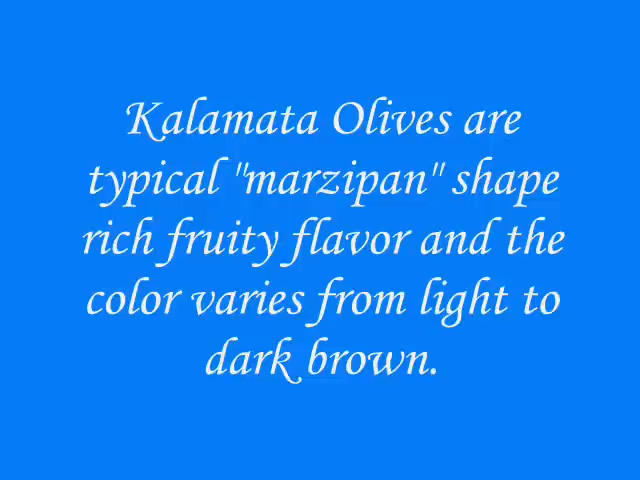 Kalamata Olives are
typical "marzipan" shape
rich fruity flavor and the
color varies from light to
dark brown.